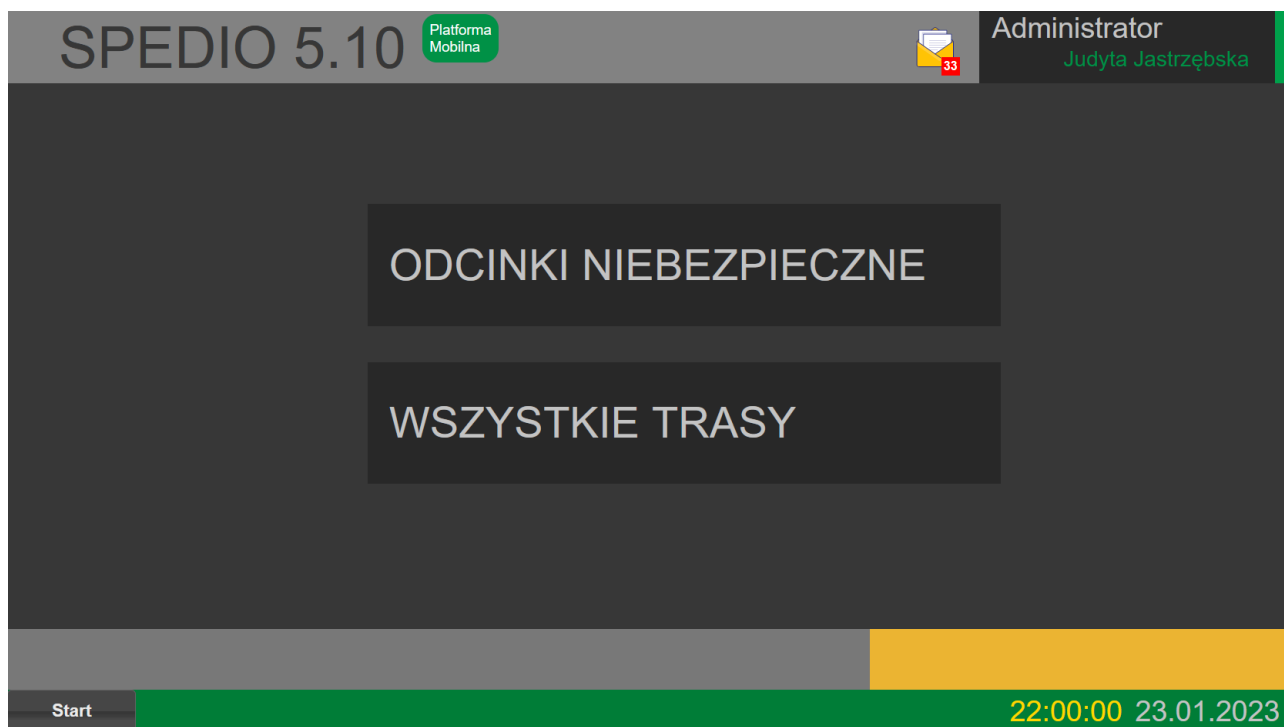 SPEDIO 5.10
Platforma
Mobilna
33
Administrator
Judyta Jastrzębska
ODCINKI NIEBEZPIECZNE
WSZYSTKIE TRASY
Start
22:00:00 23.01.2023